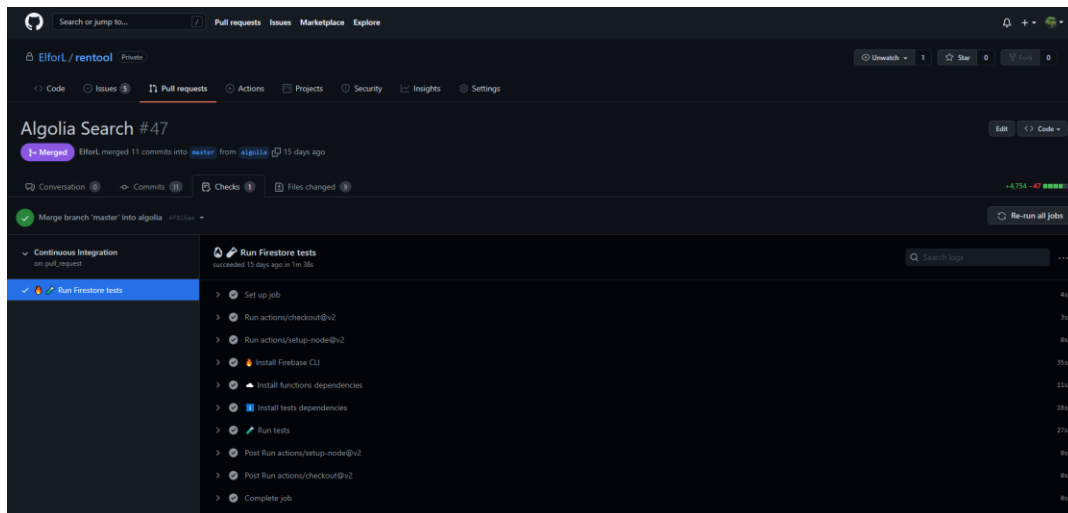 Search or jump to... / Pull requests Issues Marketplace Explore
ElforL / rentool Private Unwatch 1 Star 0 Fork 0
Code Issues 5 Pull requests Actions Projects Security Insights Settings
Algolia Search #47 Edit Code
Merged ElforL merged 11 commits into master from algolia 15 days ago
Conversation 0 Commits 11 Checks 1 Files changed 9 +4,754 −47
Merge branch 'master' into algolia Re-run all jobs
Continuous Integration
on: pull_request
Run Firestore tests
Run Firestore tests
succeeded 15 days ago in 1m 38s
Search logs
Set up job 4s
Run actions/checkout@v2 3s
Run actions/setup-node@v2 0s
Install Firebase CLI 35s
Install functions dependencies 11s
Install tests dependencies 18s
Run tests 27s
Post Run actions/setup-node@v2 0s
Post Run actions/checkout@v2 0s
Complete job 0s